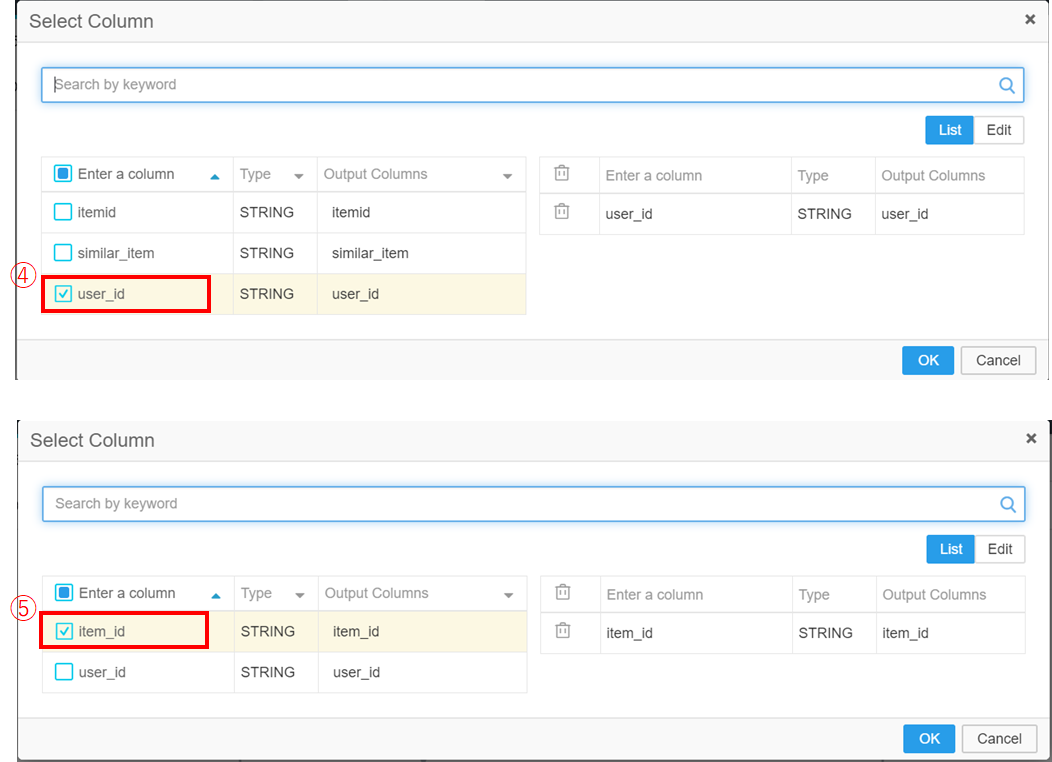 Select Column ×
Search by keyword
List Edit
Enter a column Type Output Columns Enter a column Type Output Columns
itemid STRING itemid user_id STRING user_id
similar_item STRING similar_item
④ user_id STRING user_id
OK Cancel
Select Column ×
Search by keyword
List Edit
Enter a column Type Output Columns Enter a column Type Output Columns
⑤ item_id STRING item_id item_id STRING item_id
user_id STRING user_id
OK Cancel